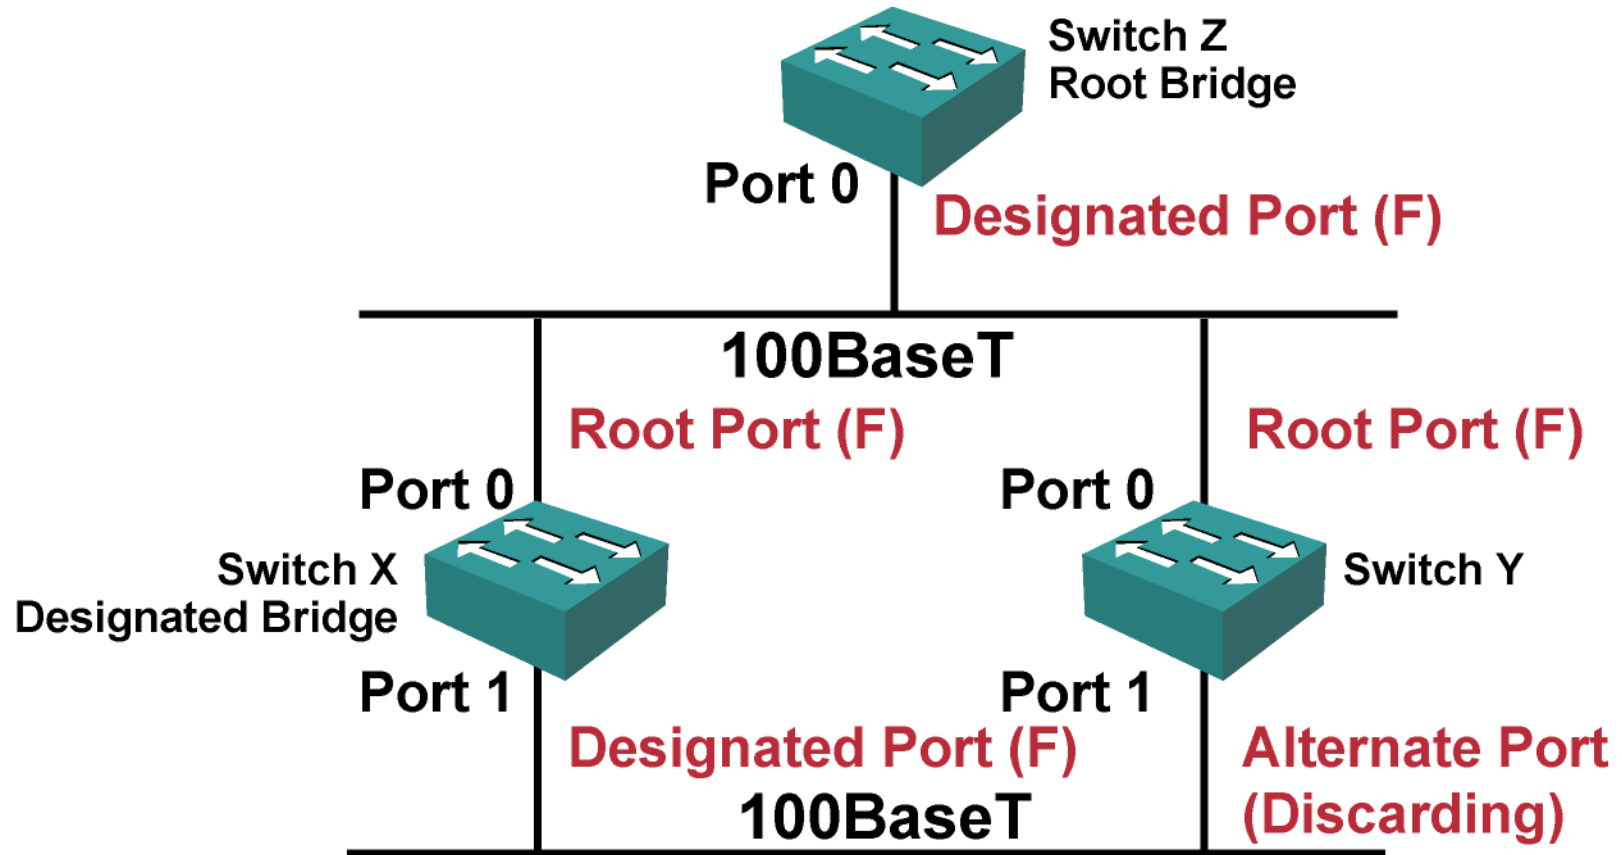 Switch Z
Root Bridge
Port 0
Designated Port (F)
100BaseT
Root Port (F)
Root Port (F)
Port 0
Port 0
Switch X
Designated Bridge
Switch Y
Port 1
Port 1
Designated Port (F)
Alternate Port
(Discarding)
100BaseT